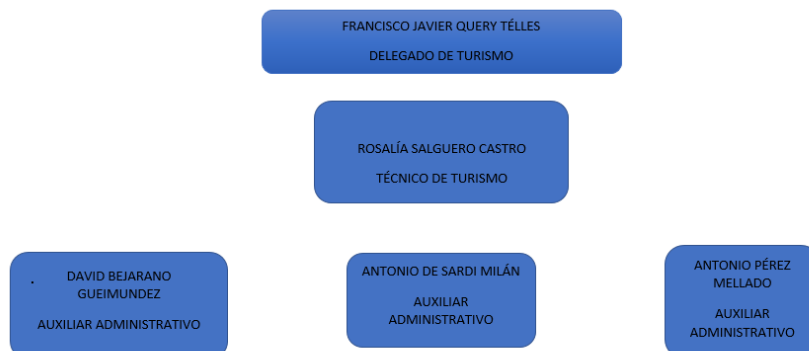 FRANCISCO JAVIER QUERY TÉLLES
DELEGADO DE TURISMO
ROSALÍA SALGUERO CASTRO
TÉCNICO DE TURISMO
DAVID BEJARANO
GUEIMUNDEZ
AUXILIAR ADMINISTRATIVO
ANTONIO DE SARDI MILÁN
AUXILIAR
ADMINISTRATIVO
ANTONIO PÉREZ
MELLADO
AUXILIAR
ADMINISTRATIVO